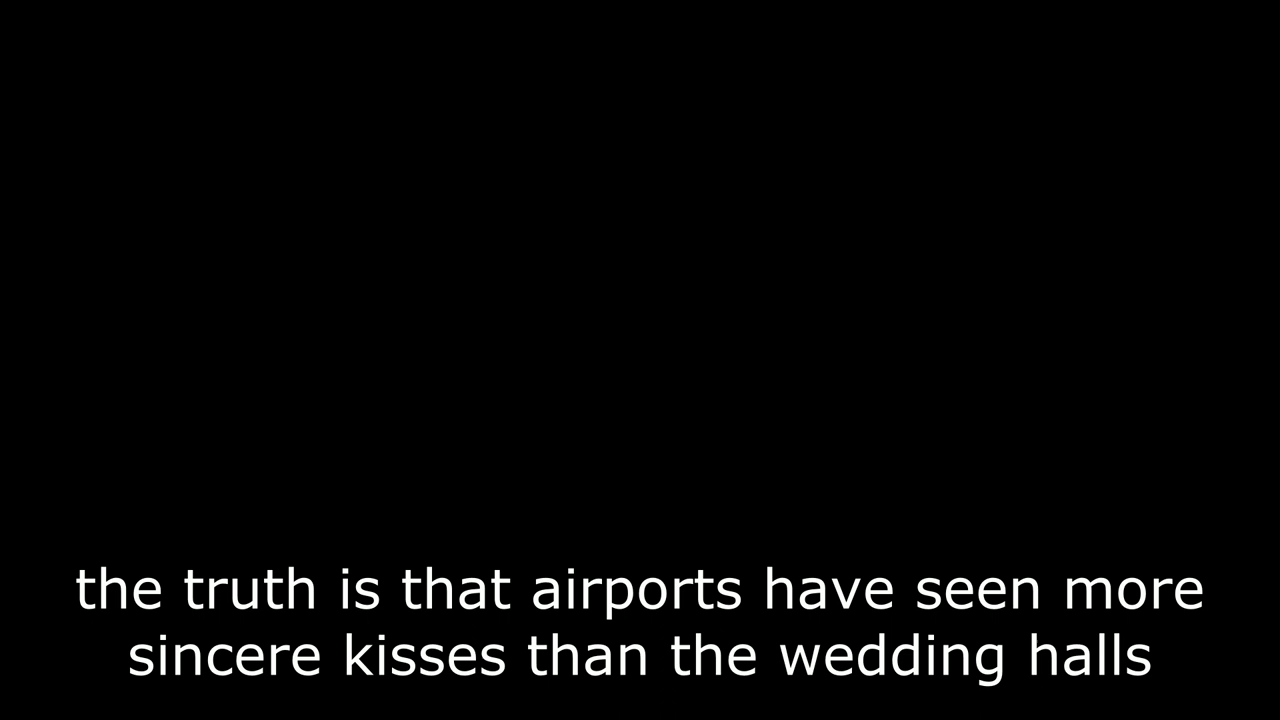 the truth is that airports have seen more
sincere kisses than the wedding halls